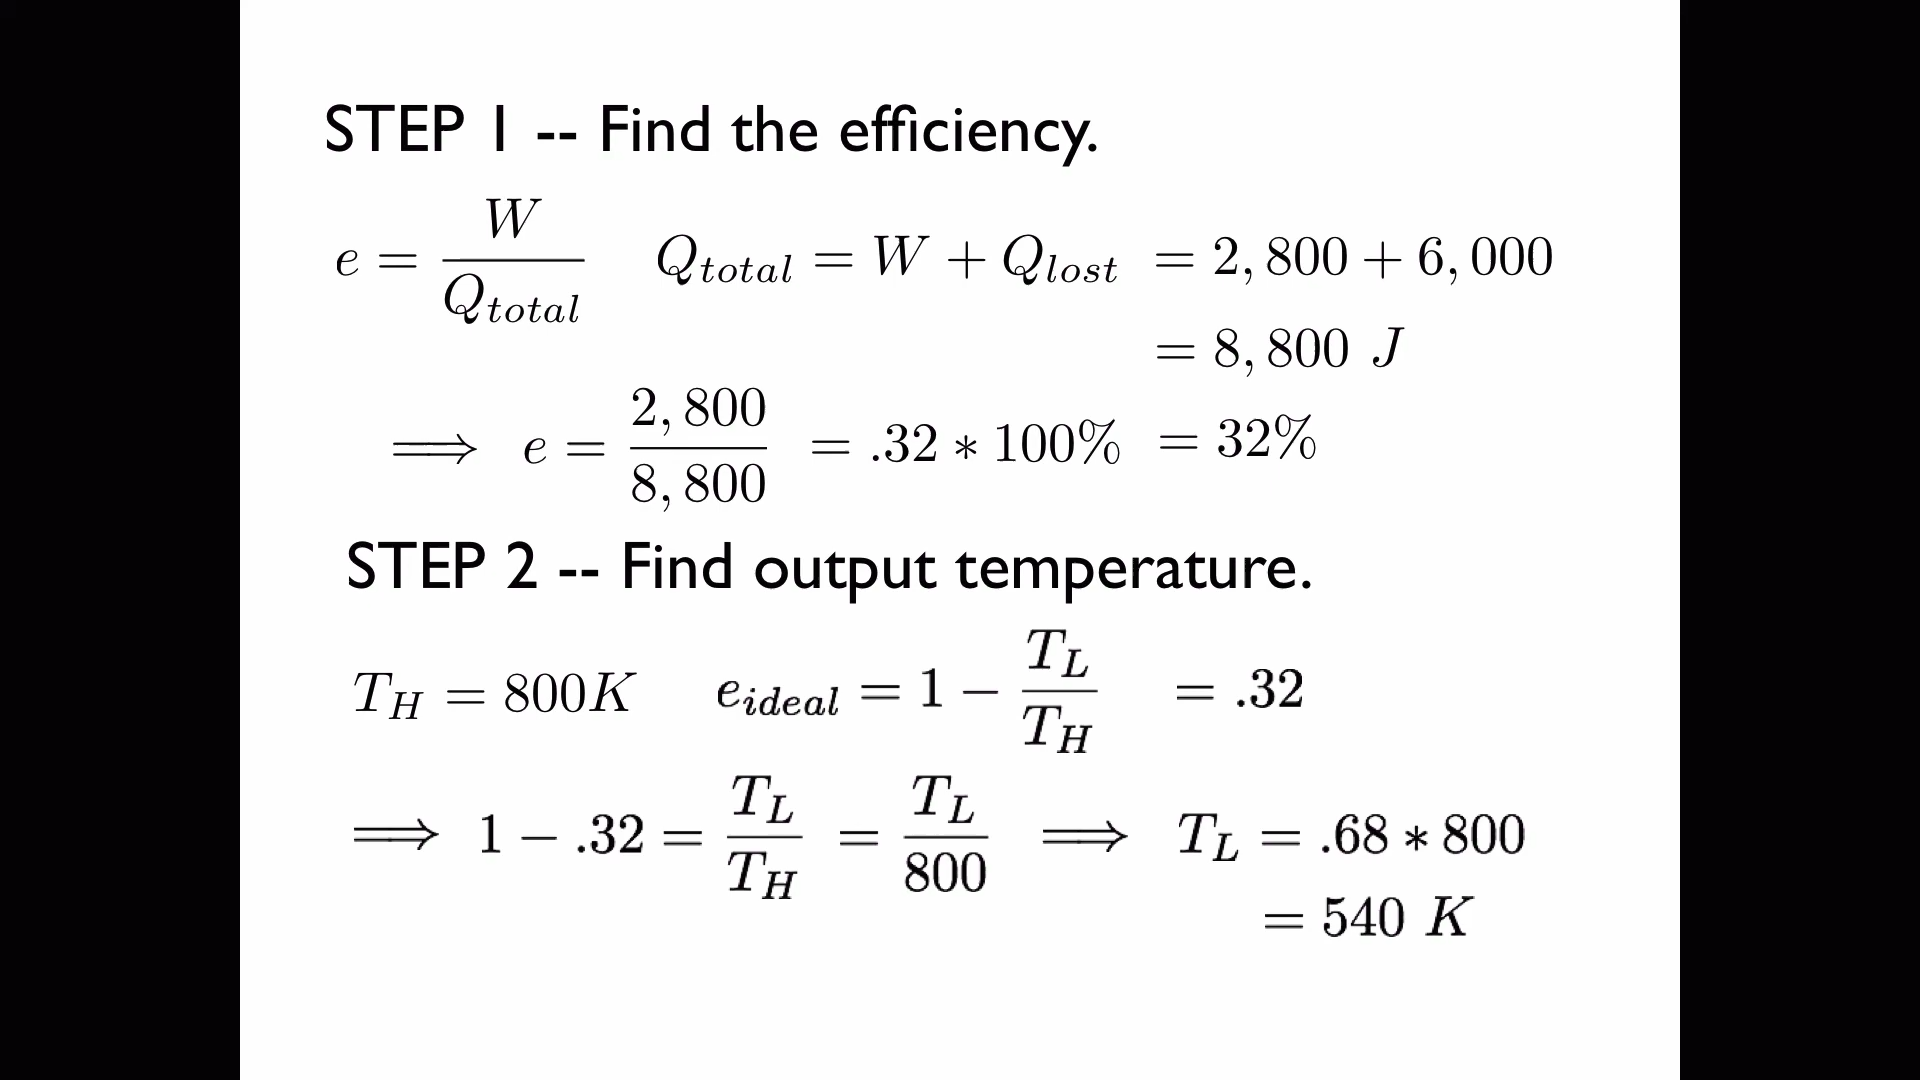 STEP 1 -- Find the efficiency.
e = W / Q_total   Q_total = W + Q_lost = 2,800 + 6,000
= 8,800 J
⟹ e = 2,800 / 8,800 = .32 * 100% = 32%
STEP 2 -- Find output temperature.
T_H = 800K   e_ideal = 1 − T_L / T_H = .32
⟹ 1 − .32 = T_L / T_H = T_L / 800 ⟹ T_L = .68 * 800
= 540 K